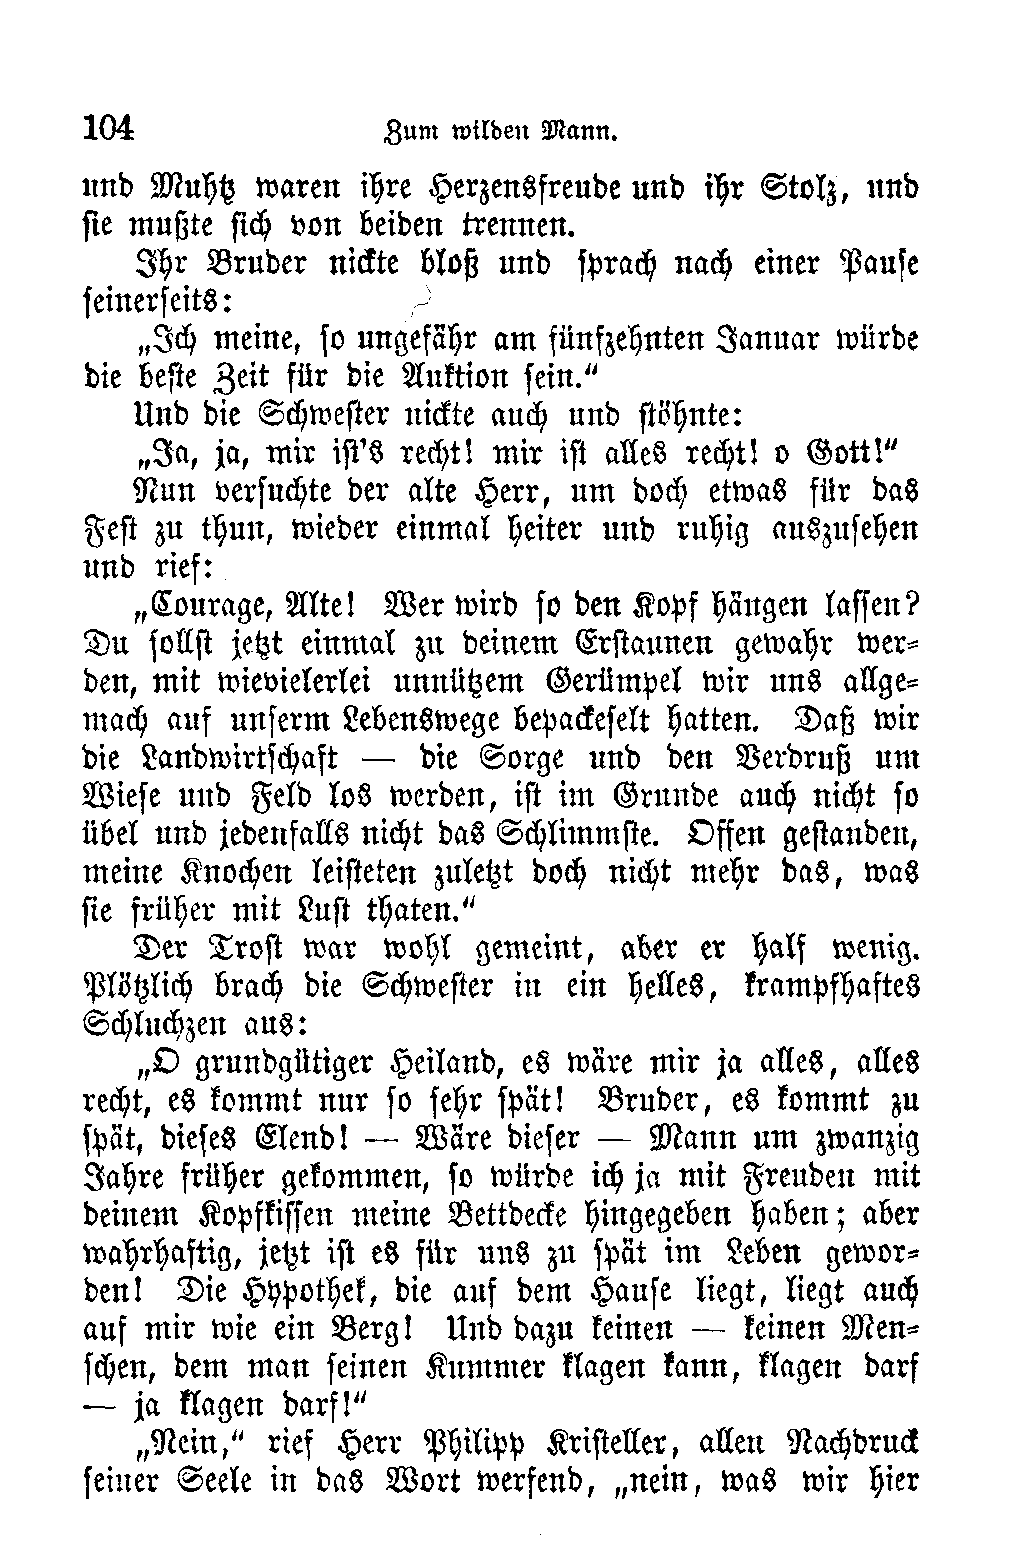 104 Zum wilden Mann.
und Muhtz waren ihre Herzensfreude und ihr Stolz, und
sie mußte sich von beiden trennen.
Ihr Bruder nickte bloß und sprach nach einer Pause
seinerseits:
„Ich meine, so ungefähr am fünfzehnten Januar würde
die beste Zeit für die Auktion sein.“
Und die Schwester nickte auch und stöhnte:
„Ja, ja, mir ist's recht! mir ist alles recht! o Gott!“
Nun versuchte der alte Herr, um doch etwas für das
Fest zu thun, wieder einmal heiter und ruhig auszusehen
und rief:
„Courage, Alte! Wer wird so den Kopf hängen lassen?
Du sollst jetzt einmal zu deinem Erstaunen gewahr wer-
den, mit wievielerlei unnützem Gerümpel wir uns allge-
mach auf unserm Lebenswege bepackeselt hatten. Daß wir
die Landwirtschaft — die Sorge und den Verdruß um
Wiese und Feld los werden, ist im Grunde auch nicht so
übel und jedenfalls nicht das Schlimmste. Offen gestanden,
meine Knochen leisteten zuletzt doch nicht mehr das, was
sie früher mit Lust thaten.“
Der Trost war wohl gemeint, aber er half wenig.
Plötzlich brach die Schwester in ein helles, krampfhaftes
Schluchzen aus:
„O grundgütiger Heiland, es wäre mir ja alles, alles
recht, es kommt nur so sehr spät! Bruder, es kommt zu
spät, dieses Elend! — Wäre dieser — Mann um zwanzig
Jahre früher gekommen, so würde ich ja mit Freuden mit
deinem Kopfkissen meine Bettdecke hingegeben haben; aber
wahrhaftig, jetzt ist es für uns zu spät im Leben gewor-
den! Die Hypothek, die auf dem Hause liegt, liegt auch
auf mir wie ein Berg! Und dazu keinen — keinen Men-
schen, dem man seinen Kummer klagen kann, klagen darf
— ja klagen darf!“
„Nein,“ rief Herr Philipp Kristeller, allen Nachdruck
seiner Seele in das Wort werfend, „nein, was wir hier